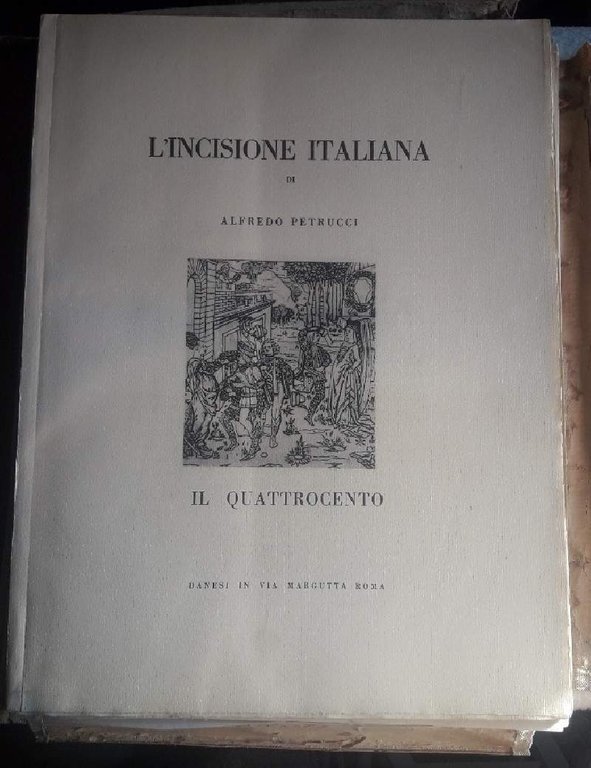 L'INCISIONE ITALIANA
DI
ALFREDO PETRUCCI
IL QUATTROCENTO
DANESI IN VIA MARGUTTA ROMA